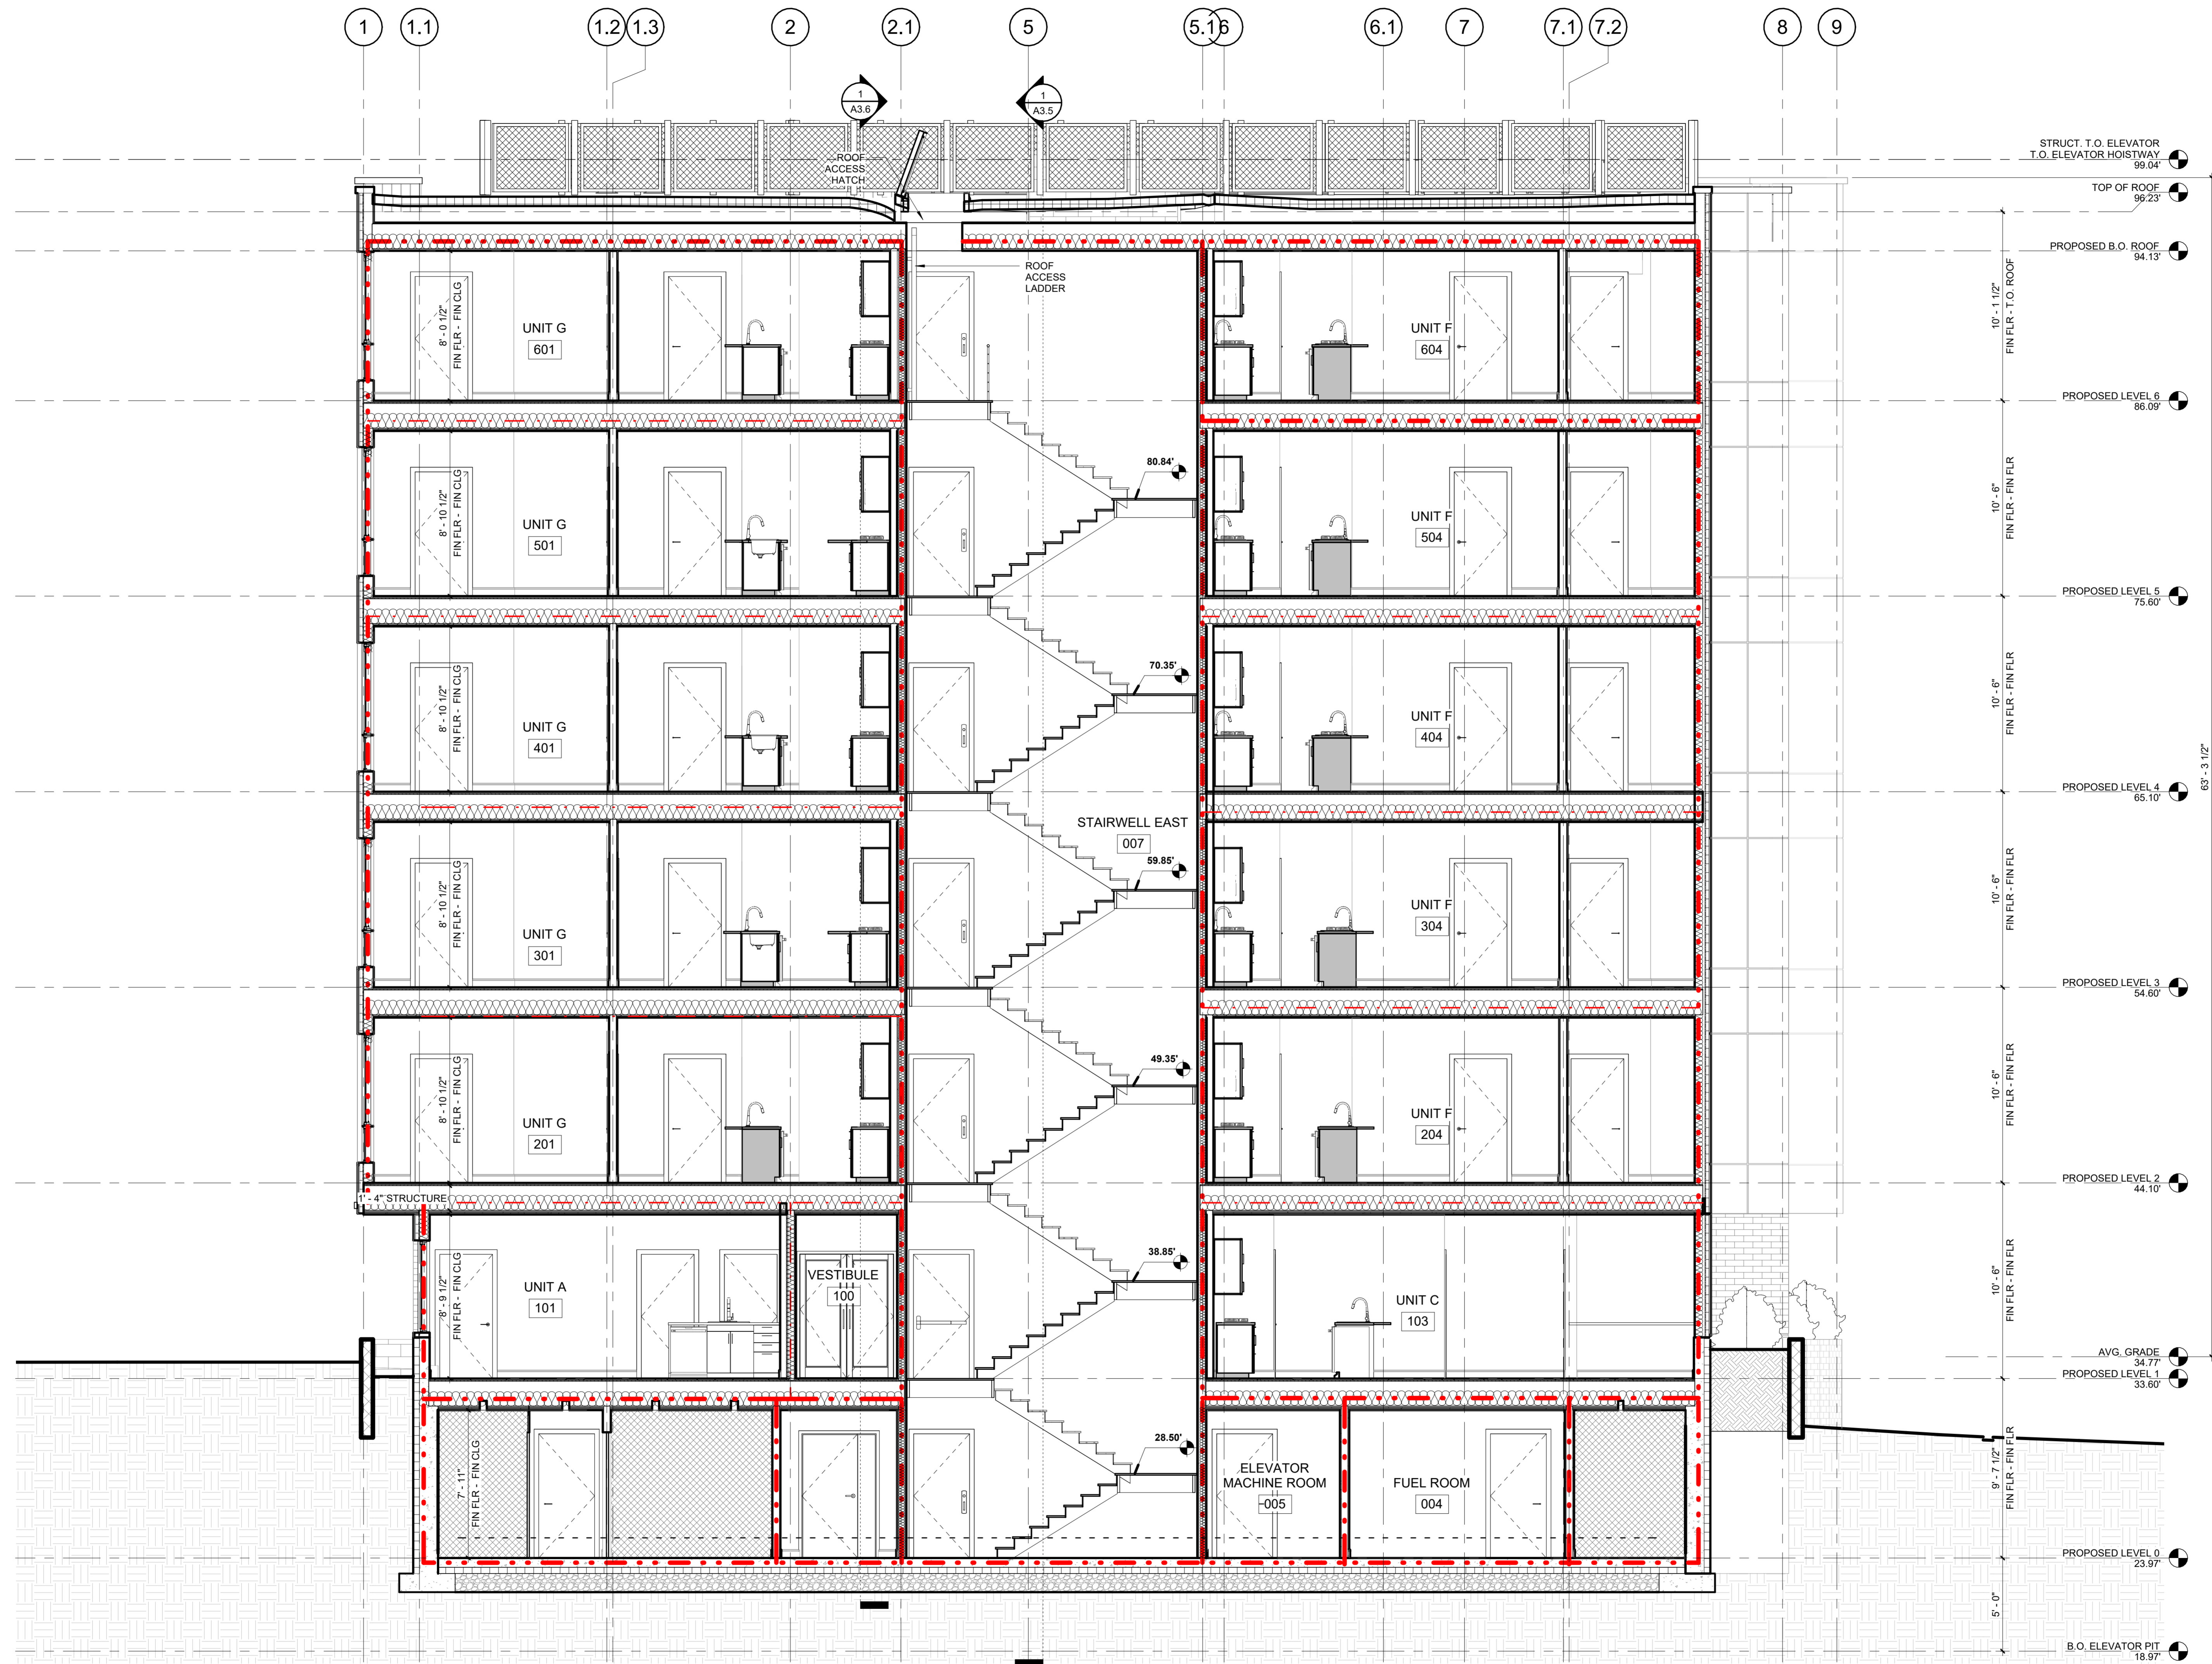 1
1.1
1.2
1.3
2
2.1
5
5.1
6
6.1
7
7.1
7.2
8
9
1
A3.6
1
A3.5
ROOF
ACCESS
HATCH
STRUCT. T.O. ELEVATOR
T.O. ELEVATOR HOISTWAY
99.04'
TOP OF ROOF
96.23'
PROPOSED B.O. ROOF
94.13'
ROOF
ACCESS
LADDER
8' - 0 1/2"
FIN FLR - FIN CLG
UNIT G
601
UNIT F
604
10' - 1 1/2"
FIN FLR - T.O. ROOF
PROPOSED LEVEL 6
86.09'
80.84'
8' - 10 1/2"
FIN FLR - FIN CLG
UNIT G
501
UNIT F
504
10' - 6"
FIN FLR - FIN FLR
PROPOSED LEVEL 5
75.60'
70.35'
8' - 10 1/2"
FIN FLR - FIN CLG
UNIT G
401
UNIT F
404
10' - 6"
FIN FLR - FIN FLR
63' - 3 1/2"
PROPOSED LEVEL 4
65.10'
STAIRWELL EAST
007
59.85'
8' - 10 1/2"
FIN FLR - FIN CLG
UNIT G
301
UNIT F
304
10' - 6"
FIN FLR - FIN FLR
PROPOSED LEVEL 3
54.60'
49.35'
8' - 10 1/2"
FIN FLR - FIN CLG
UNIT G
201
UNIT F
204
10' - 6"
FIN FLR - FIN FLR
PROPOSED LEVEL 2
44.10'
1' - 4" STRUCTURE
38.85'
8' - 9 1/2"
FIN FLR - FIN CLG
UNIT A
101
VESTIBULE
100
UNIT C
103
10' - 6"
FIN FLR - FIN FLR
AVG. GRADE
34.77'
PROPOSED LEVEL 1
33.60'
28.50'
7' - 11"
FIN FLR - FIN CLG
ELEVATOR
MACHINE ROOM
005
FUEL ROOM
004
9' - 7 1/2"
FIN FLR - FIN FLR
PROPOSED LEVEL 0
23.97'
5' - 0"
B.O. ELEVATOR PIT
18.97'